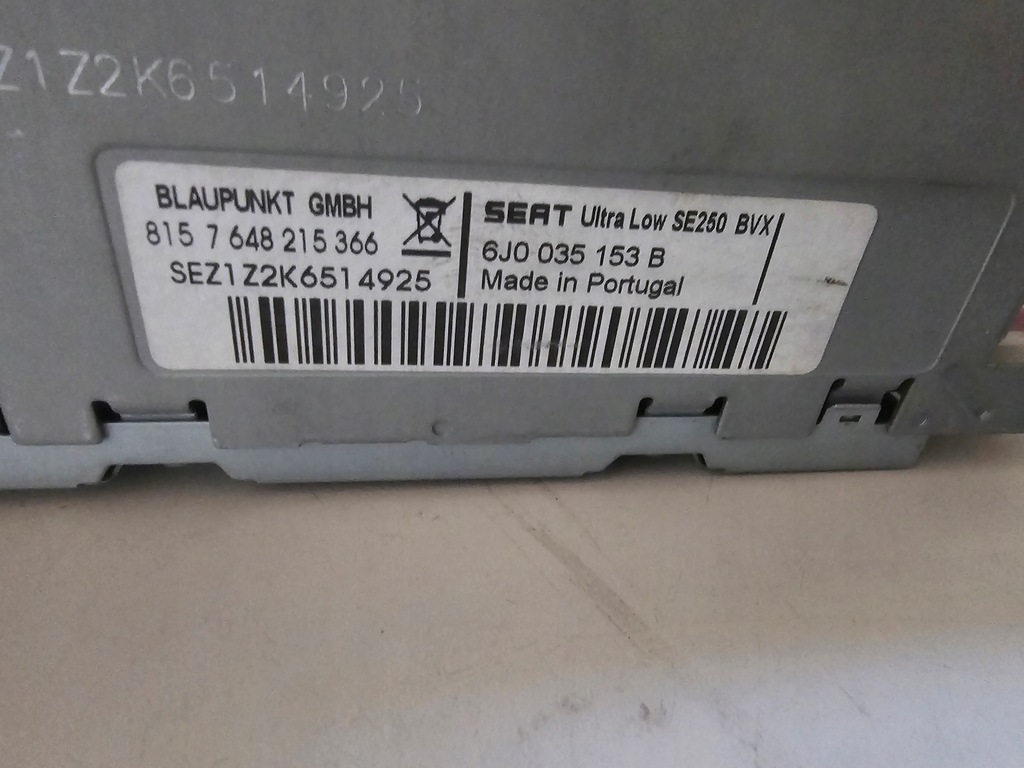 Z1Z2K6514925
BLAUPUNKT GMBH
815 7 648 215 366
SEZ1Z2K6514925
SEAT Ultra Low SE250 BVX
6J0 035 153 B
Made in Portugal